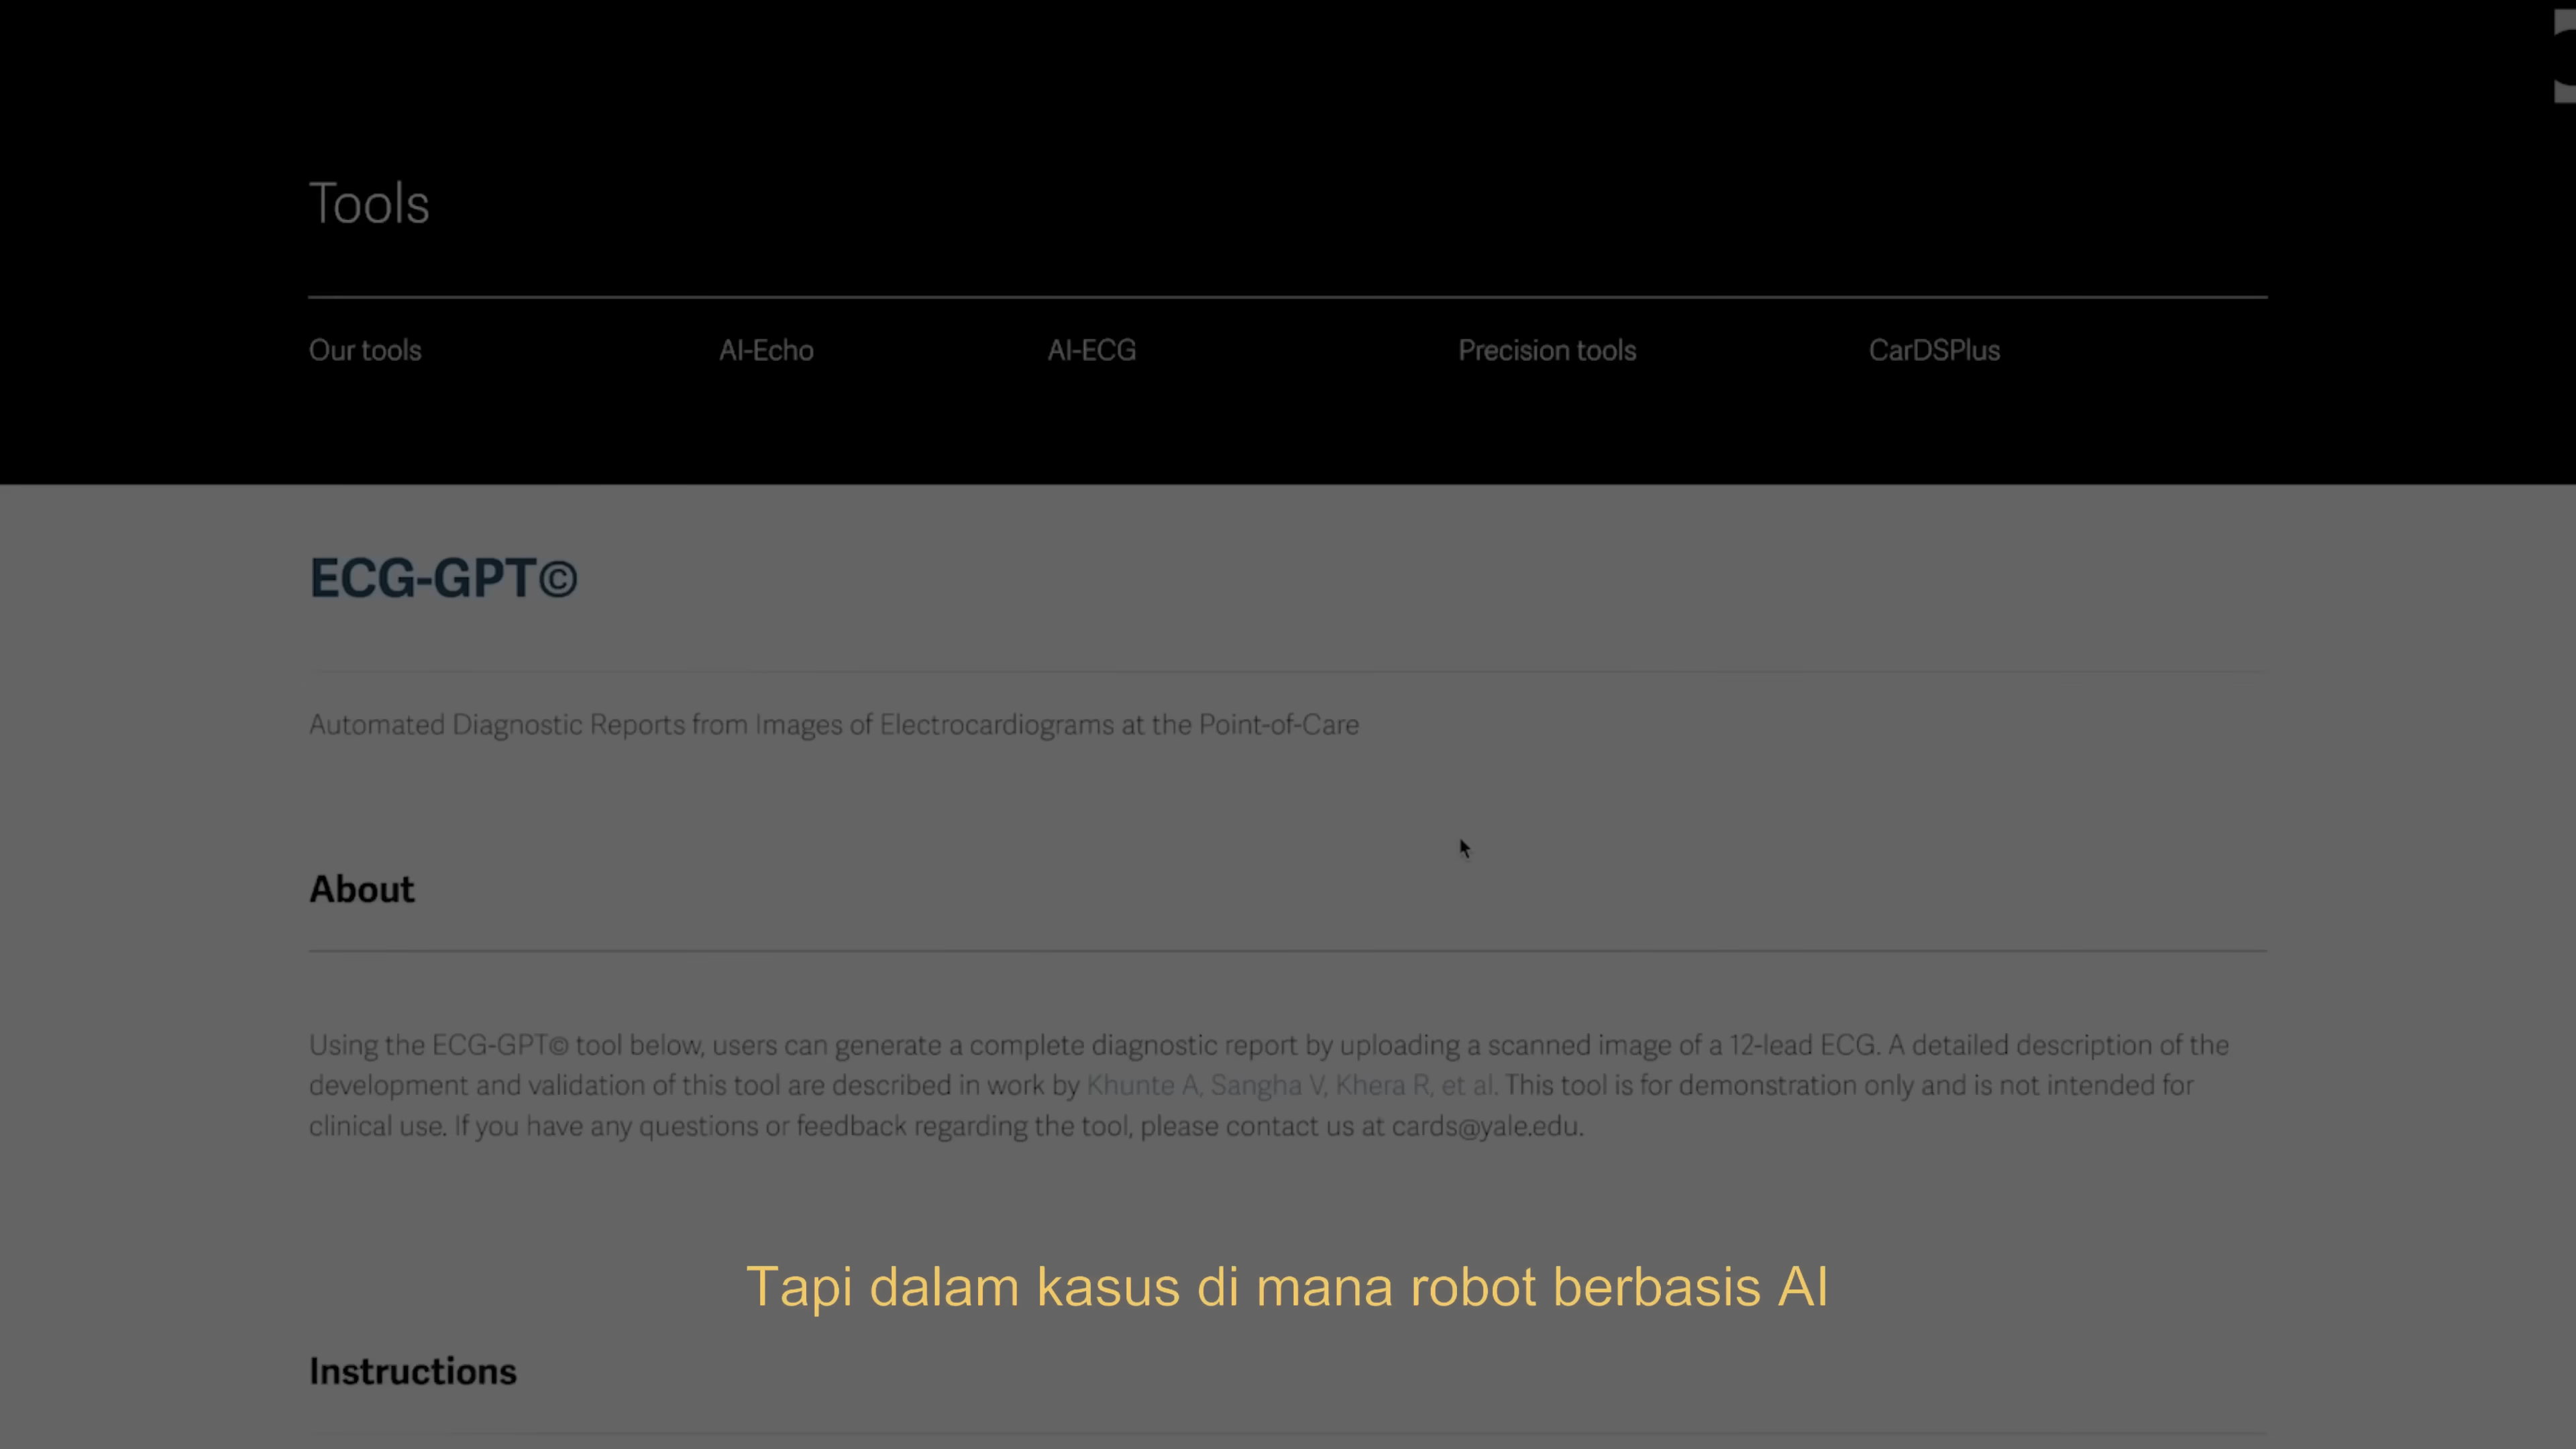 Tools
Our tools
AI-Echo
AI-ECG
Precision tools
CarDSPlus
ECG-GPT©
Automated Diagnostic Reports from Images of Electrocardiograms at the Point-of-Care
About
Using the ECG-GPT© tool below, users can generate a complete diagnostic report by uploading a scanned image of a 12-lead ECG. A detailed description of the
development and validation of this tool are described in work by Khunte A, Sangha V, Khera R, et al. This tool is for demonstration only and is not intended for
clinical use. If you have any questions or feedback regarding the tool, please contact us at cards@yale.edu.
Tapi dalam kasus di mana robot berbasis AI
Instructions